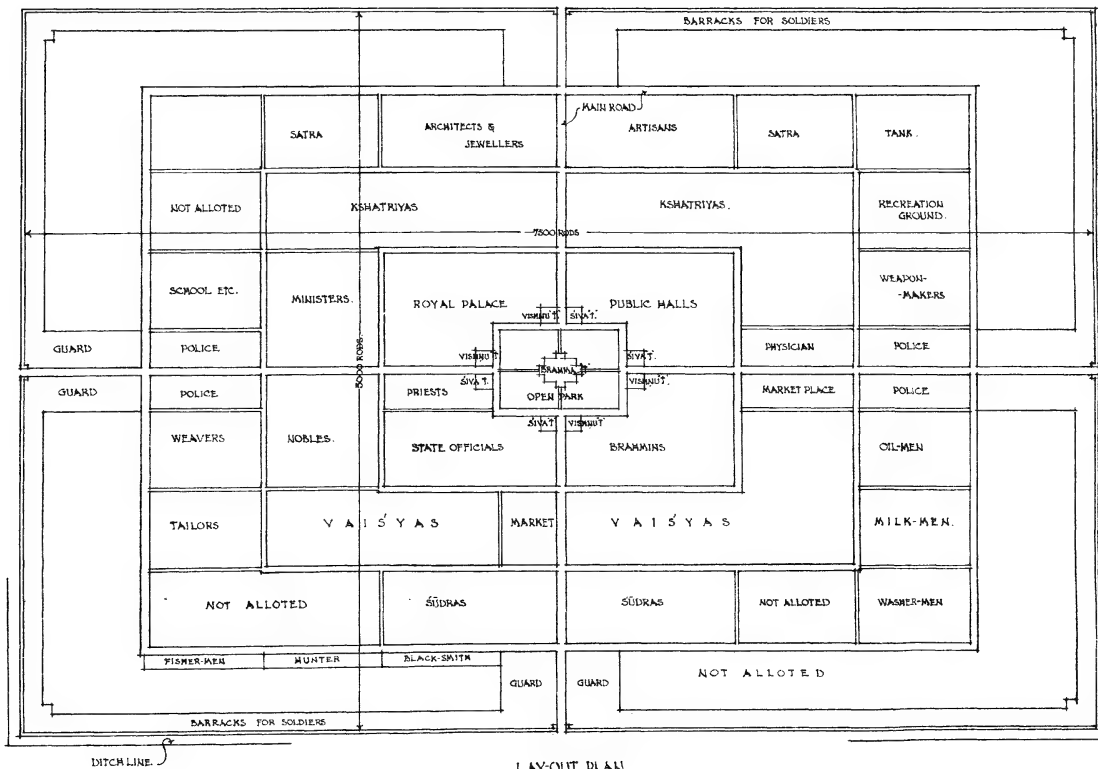 BARRACKS FOR SOLDIERS
MAIN ROAD
SATRA
ARCHITECTS &
JEWELLERS
ARTISANS
SATRA
TANK.
NOT ALLOTED
KSHATRIYAS
KSHATRIYAS.
RECREATION
GROUND.
7500 RODS
SCHOOL ETC.
MINISTERS.
ROYAL PALACE
PUBLIC HALLS
WEAPON-
-MAKERS
VISHNU T.
SIVA T.
GUARD
POLICE
5000 RODS.
VISHNU T.
SIVA T.
PHYSICIAN
POLICE
BRAHMA
GUARD
POLICE
PRIESTS
SIVA T.
VISHNU T.
MARKET PLACE
POLICE
OPEN PARK
SIVA T.
VISHNU T.
WEAVERS
NOBLES.
STATE OFFICIALS
BRAHMINS
OIL-MEN
TAILORS
VAIŚYAS
MARKET
VAIŚYAS
MILK-MEN.
NOT ALLOTED
ŚŪDRAS
SŪDRAS
NOT ALLOTED
WASHER-MEN
FISHER-MEN
HUNTER
BLACK-SMITH
GUARD
GUARD
NOT ALLOTED
BARRACKS FOR SOLDIERS
DITCH LINE
LAY-OUT PLAN